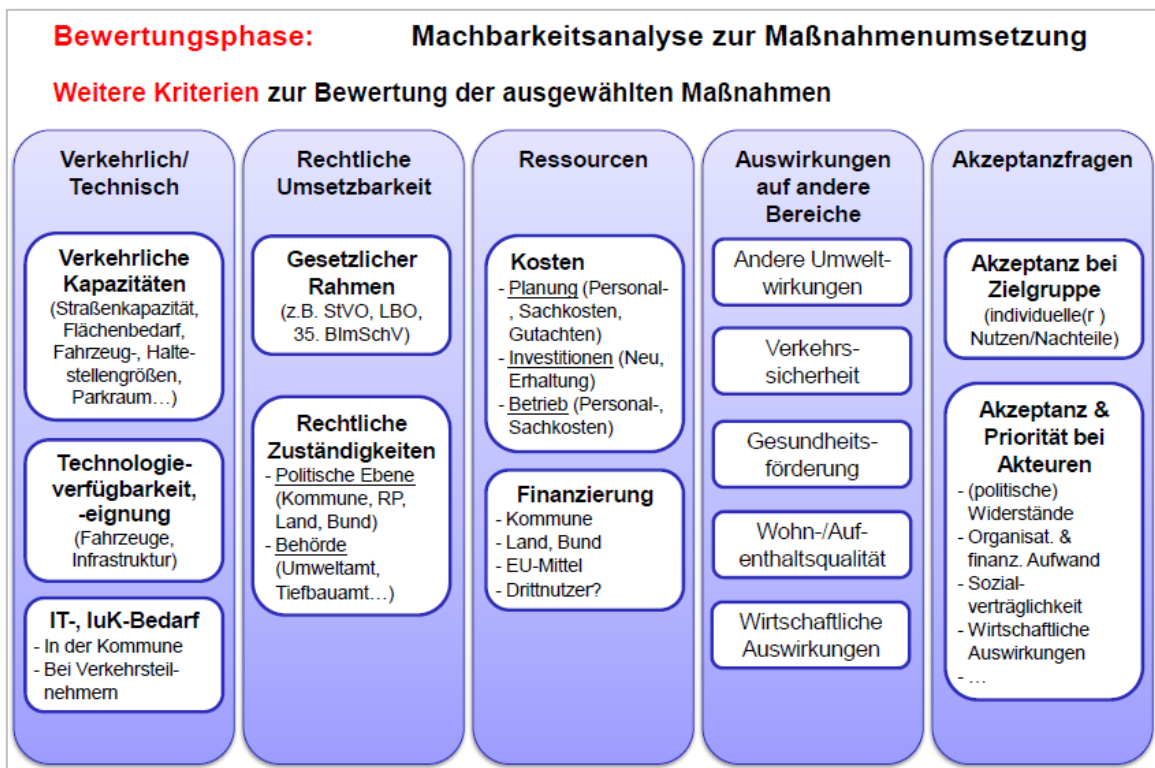 Bewertungsphase: Machbarkeitsanalyse zur Maßnahmenumsetzung
Weitere Kriterien zur Bewertung der ausgewählten Maßnahmen
Verkehrlich/
Technisch
Verkehrliche
Kapazitäten
(Straßenkapazität,
Flächenbedarf,
Fahrzeug-, Halte-
stellengrößen,
Parkraum…)
Technologie-
verfügbarkeit,
-eignung
(Fahrzeuge,
Infrastruktur)
IT-, IuK-Bedarf
- In der Kommune
- Bei Verkehrsteil-
nehmern
Rechtliche
Umsetzbarkeit
Gesetzlicher
Rahmen
(z.B. StVO, LBO,
35. BImSchV)
Rechtliche
Zuständigkeiten
- Politische Ebene
(Kommune, RP,
Land, Bund)
- Behörde
(Umweltamt,
Tiefbauamt…)
Ressourcen
Kosten
- Planung (Personal-
, Sachkosten,
Gutachten)
- Investitionen (Neu,
Erhaltung)
- Betrieb (Personal-,
Sachkosten)
Finanzierung
- Kommune
- Land, Bund
- EU-Mittel
- Drittnutzer?
Auswirkungen
auf andere
Bereiche
Andere Umwelt-
wirkungen
Verkehrs-
sicherheit
Gesundheits-
förderung
Wohn-/Auf-
enthaltsqualität
Wirtschaftliche
Auswirkungen
Akzeptanzfragen
Akzeptanz bei
Zielgruppe
(individuelle(r )
Nutzen/Nachteile)
Akzeptanz &
Priorität bei
Akteuren
- (politische)
Widerstände
- Organisat. &
finanz. Aufwand
- Sozial-
verträglichkeit
- Wirtschaftliche
Auswirkungen
- …